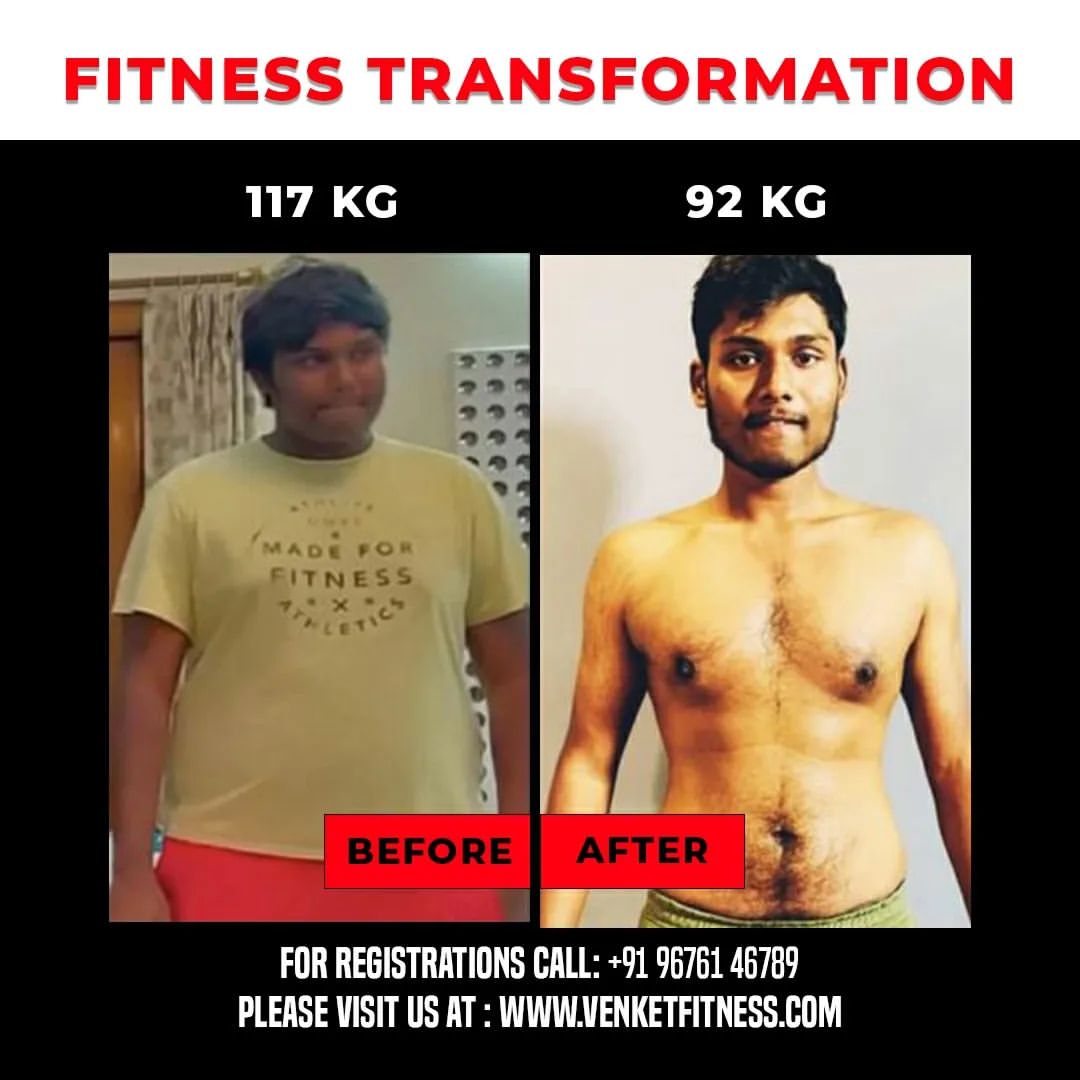 FITNESS TRANSFORMATION
117 KG
92 KG
MADE FOR
FITNESS
X
ATHLETICS
BEFORE
AFTER
FOR REGISTRATIONS CALL: +91 96761 46789
PLEASE VISIT US AT : WWW.VENKETFITNESS.COM